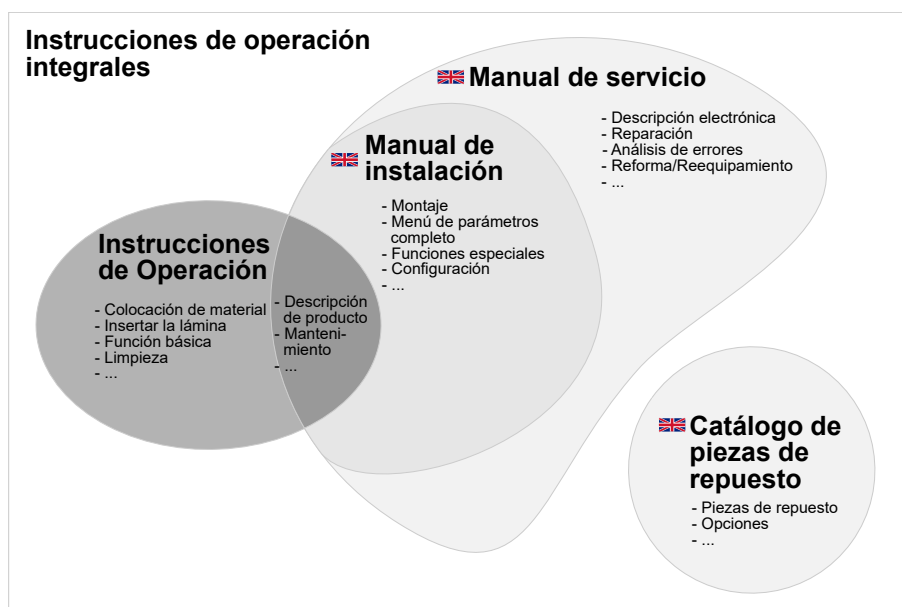 Instrucciones de operación
integrales
Manual de servicio
- Descripción electrónica
- Reparación
- Análisis de errores
- Reforma/Reequipamiento
- ...
Manual de
instalación
- Montaje
- Menú de parámetros
completo
- Funciones especiales
- Configuración
- ...
Instrucciones
de Operación
- Colocación de material
- Insertar la lámina
- Función básica
- Limpieza
- ...
- Descripción
de producto
- Manteni-
miento
- ...
Catálogo de
piezas de
repuesto
- Piezas de repuesto
- Opciones
- ...